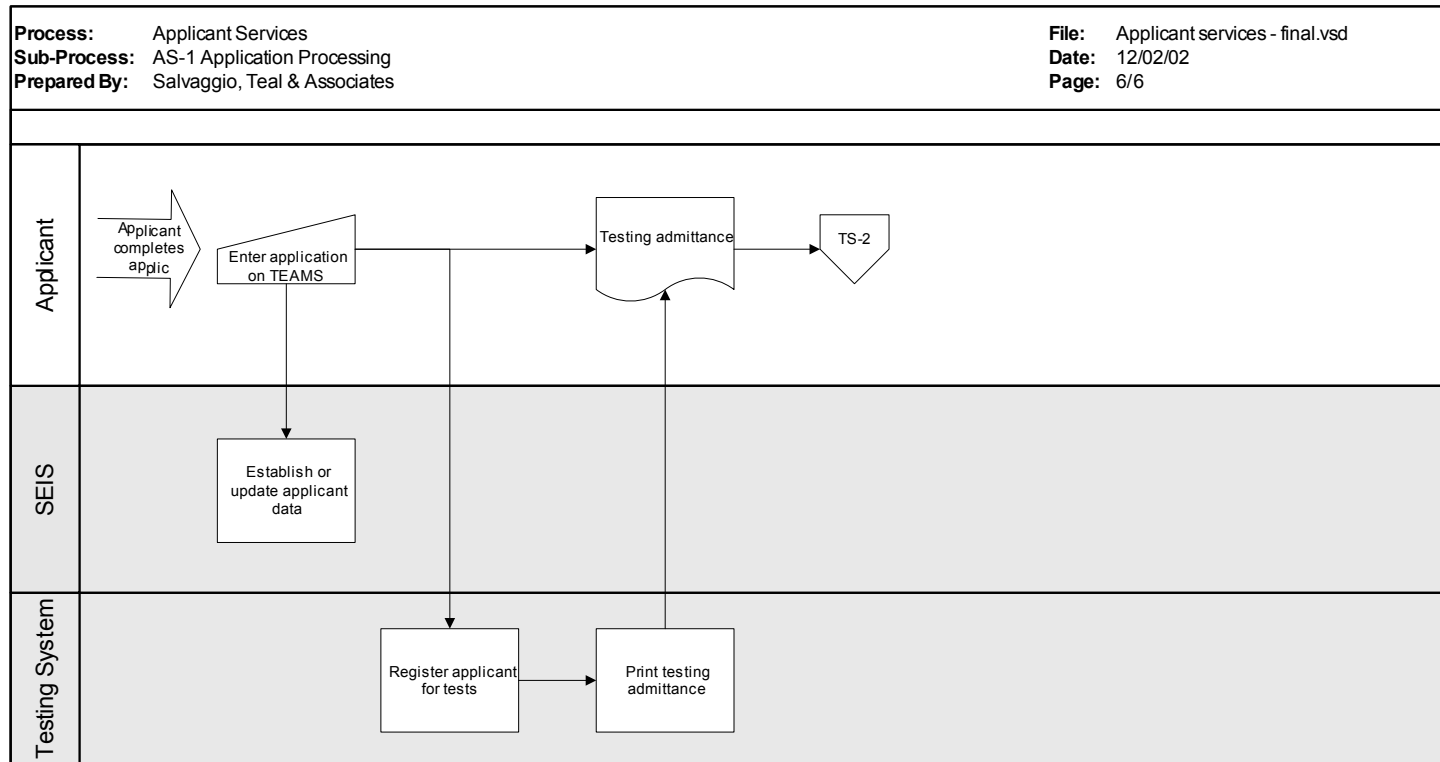 Process: Applicant Services
Sub-Process: AS-1 Application Processing
Prepared By: Salvaggio, Teal & Associates
File: Applicant services - final.vsd
Date: 12/02/02
Page: 6/6
Applicant
Applicant
completes
applic
Enter application
on TEAMS
Testing admittance
TS-2
SEIS
Establish or
update applicant
data
Testing System
Register applicant
for tests
Print testing
admittance